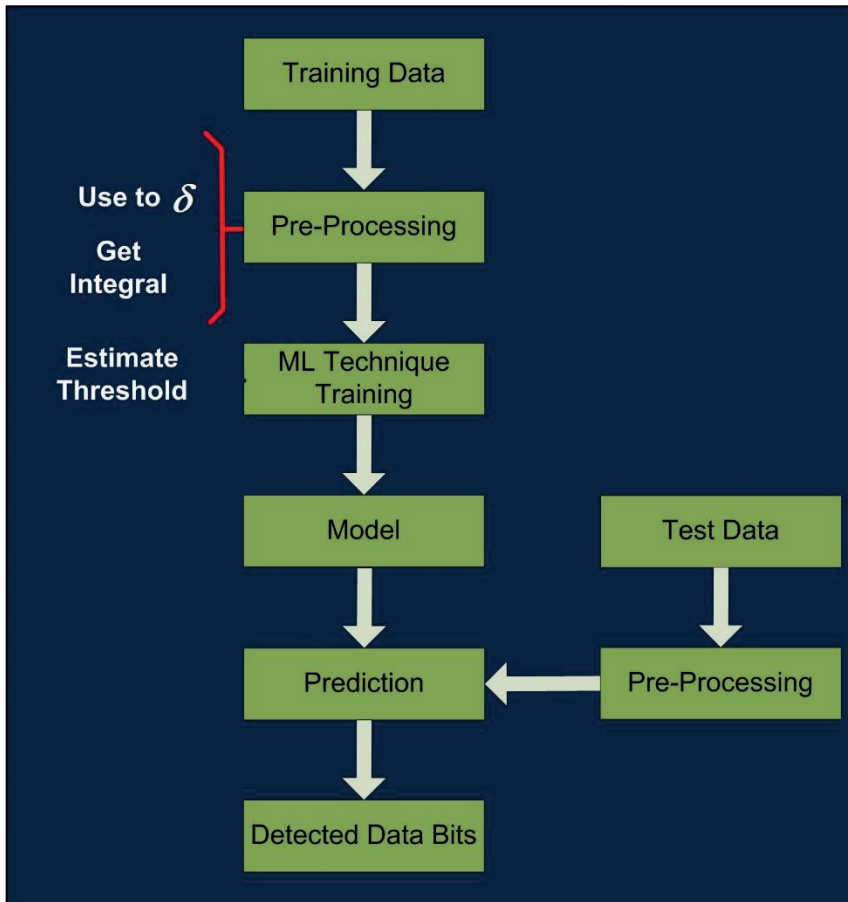 Training Data
Use to δ
Get
Integral
Pre-Processing
Estimate
Threshold
ML Technique
Training
Model
Test Data
Prediction
Pre-Processing
Detected Data Bits